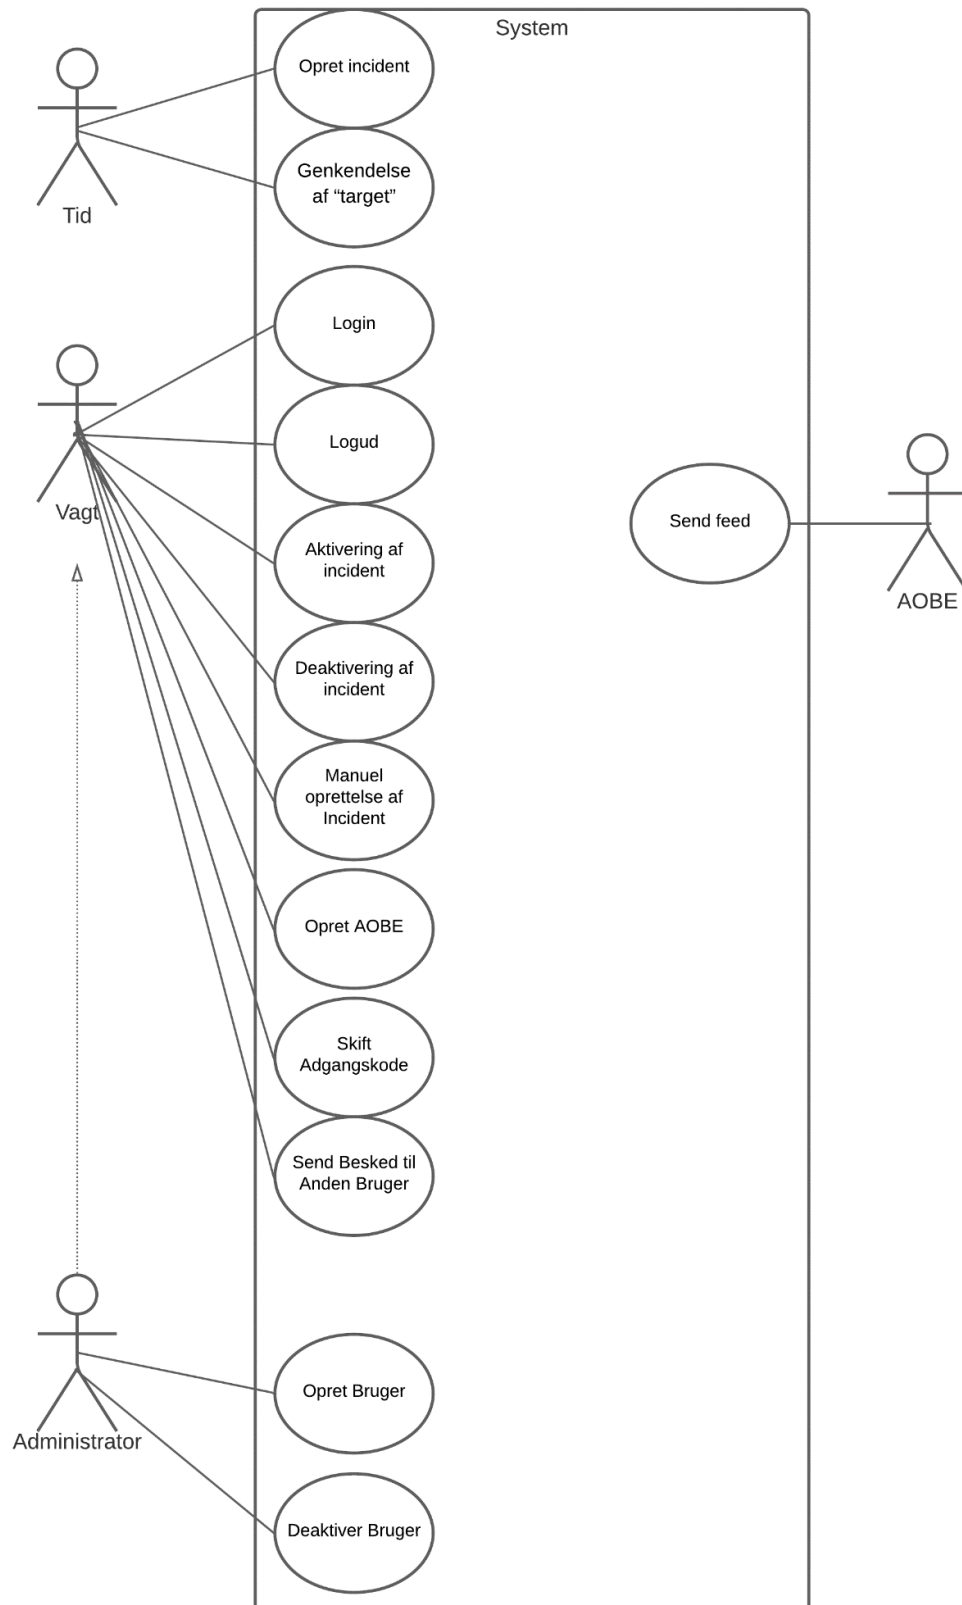 System
Opret incident
Tid
Genkendelse
af “target”
Login
Vagt
Logud
Aktivering af
incident
Send feed
AOBE
Deaktivering af
incident
Manuel
oprettelse af
Incident
Opret AOBE
Skift
Adgangskode
Send Besked til
Anden Bruger
Administrator
Opret Bruger
Deaktiver Bruger